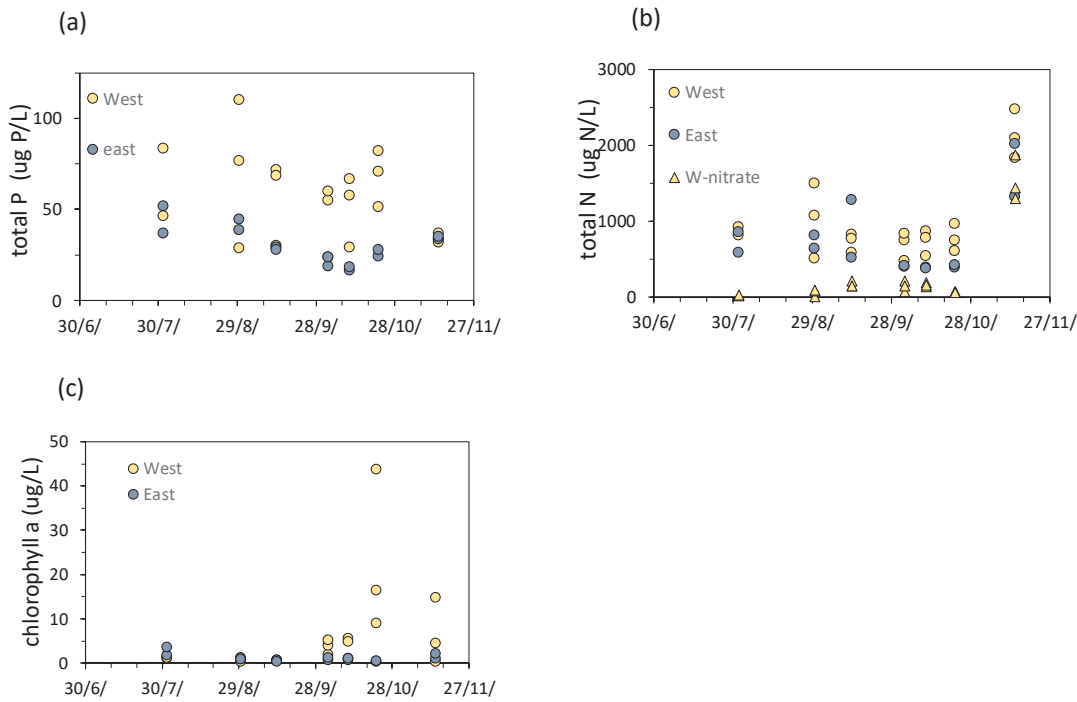 (a)
total P (ug P/L)
100
50
0
West
east
30/6/ 30/7/ 29/8/ 28/9/ 28/10/ 27/11/
(b)
total N (ug N/L)
3000
2000
1000
0
West
East
W-nitrate
30/6/ 30/7/ 29/8/ 28/9/ 28/10/ 27/11/
(c)
chlorophyll a (ug/L)
50
40
30
20
10
0
West
East
30/6/ 30/7/ 29/8/ 28/9/ 28/10/ 27/11/